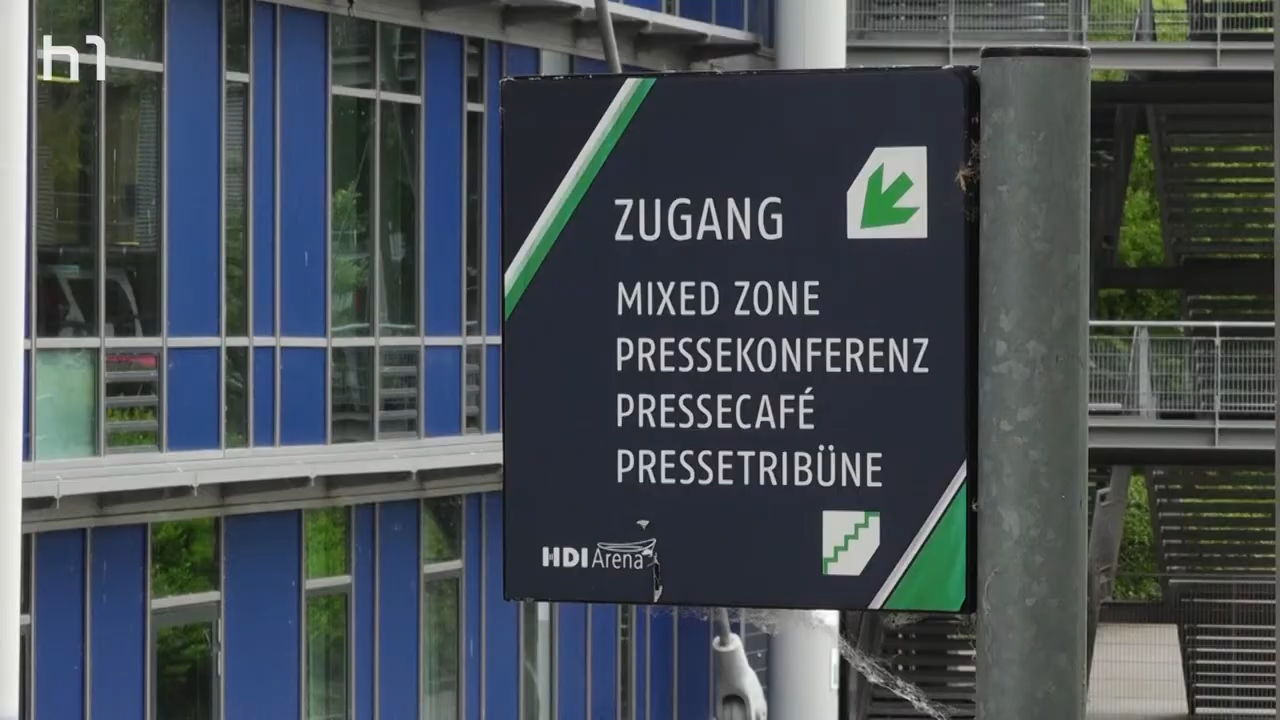 h1
ZUGANG
MIXED ZONE
PRESSEKONFERENZ
PRESSECAFÉ
PRESSETRIBÜNE
HDI Arena